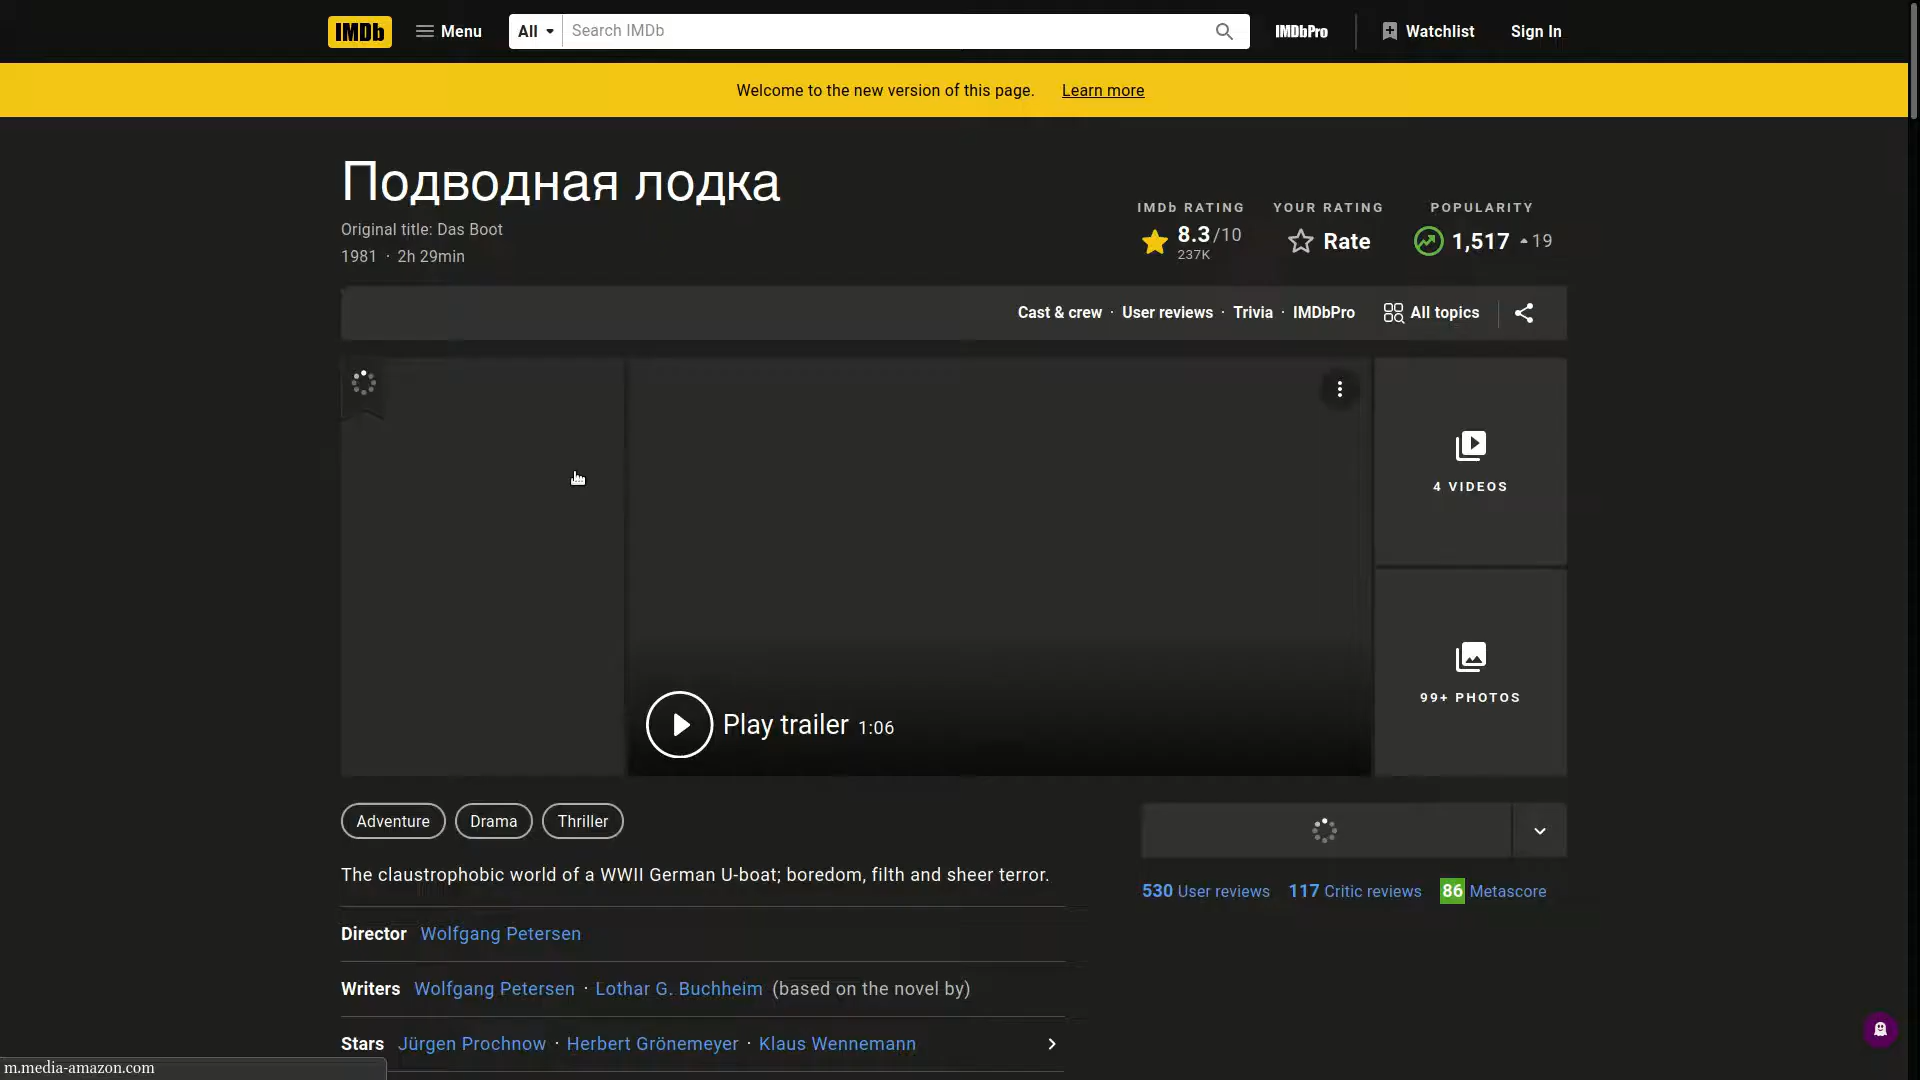 IMDb Menu All Search IMDb IMDbPro Watchlist Sign In
Welcome to the new version of this page. Learn more
Подводная лодка
Original title: Das Boot
1981 · 2h 29min
IMDb RATING YOUR RATING POPULARITY
8.3/10 Rate 1,517 19
237K
Cast & crew · User reviews · Trivia · IMDbPro All topics
4 VIDEOS
99+ PHOTOS
Play trailer 1:06
Adventure Drama Thriller
The claustrophobic world of a WWII German U-boat; boredom, filth and sheer terror.
530 User reviews 117 Critic reviews 86 Metascore
Director Wolfgang Petersen
Writers Wolfgang Petersen · Lothar G. Buchheim (based on the novel by)
Stars Jürgen Prochnow · Herbert Grönemeyer · Klaus Wennemann
m.media-amazon.com